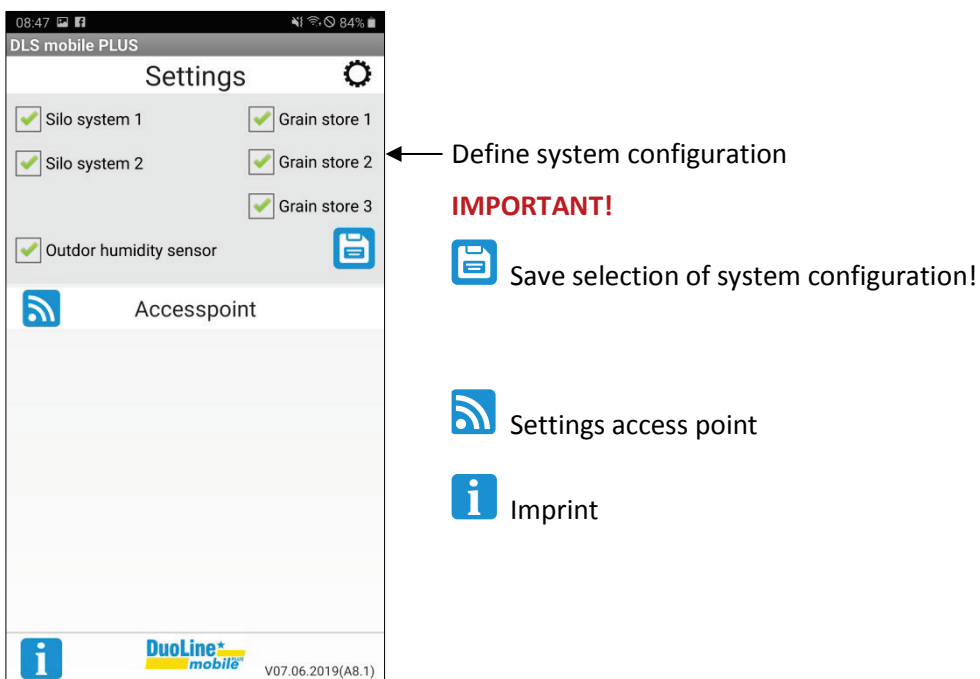 08:47 84%
DLS mobile PLUS
Settings
Silo system 1 Grain store 1
Silo system 2 Grain store 2
Grain store 3
Outdor humidity sensor
Accesspoint
DuoLine
mobile PLUS
V07.06.2019(A8.1)
Define system configuration
IMPORTANT!
Save selection of system configuration!
Settings access point
i Imprint
i